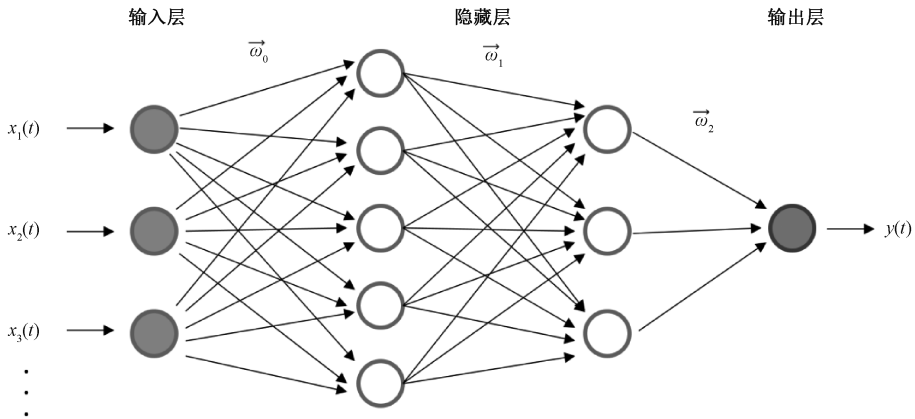 输入层 隐藏层 输出层
ω⃗₀ ω⃗₁
ω⃗₂
x₁(t)
x₂(t) y(t)
x₃(t)
⋮